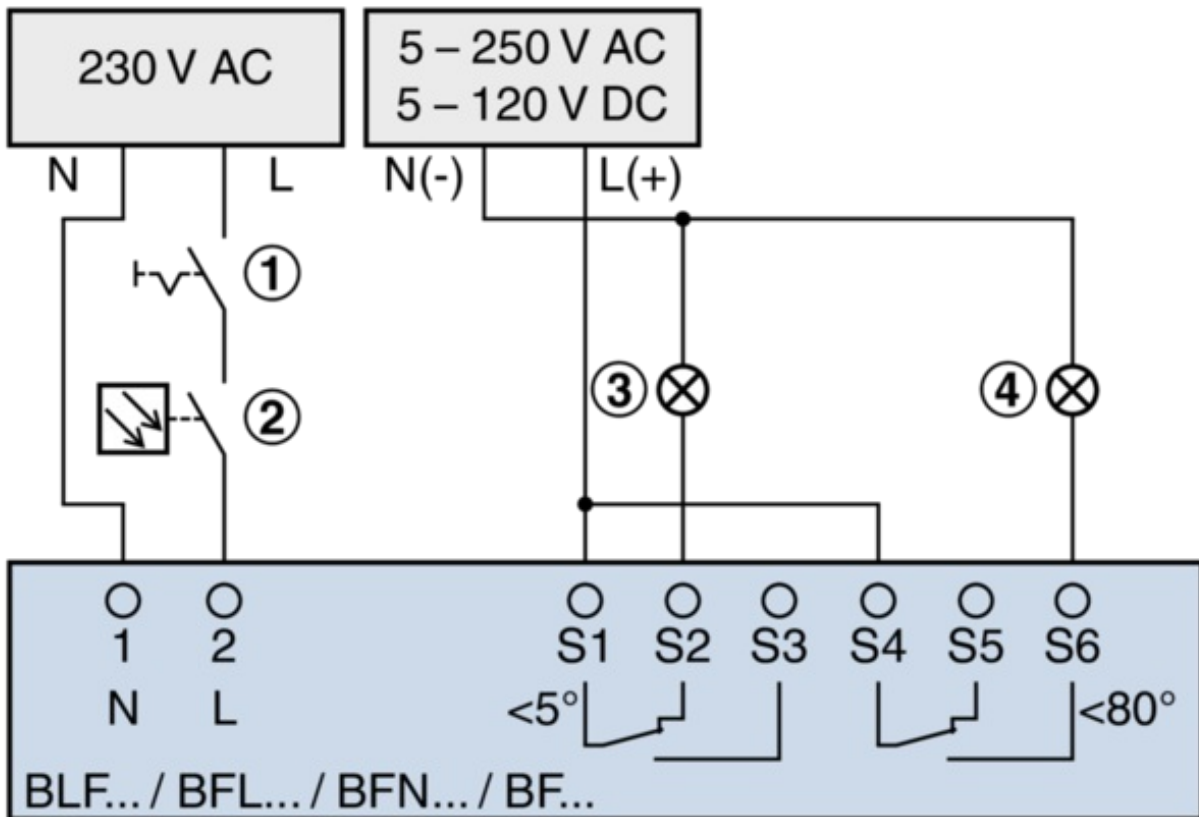 230 V AC
5 – 250 V AC
5 – 120 V DC
N L
N(-) L(+)
1
2
3
4
1 2 S1 S2 S3 S4 S5 S6
N L <5° <80°
BLF... / BFL... / BFN... / BF...